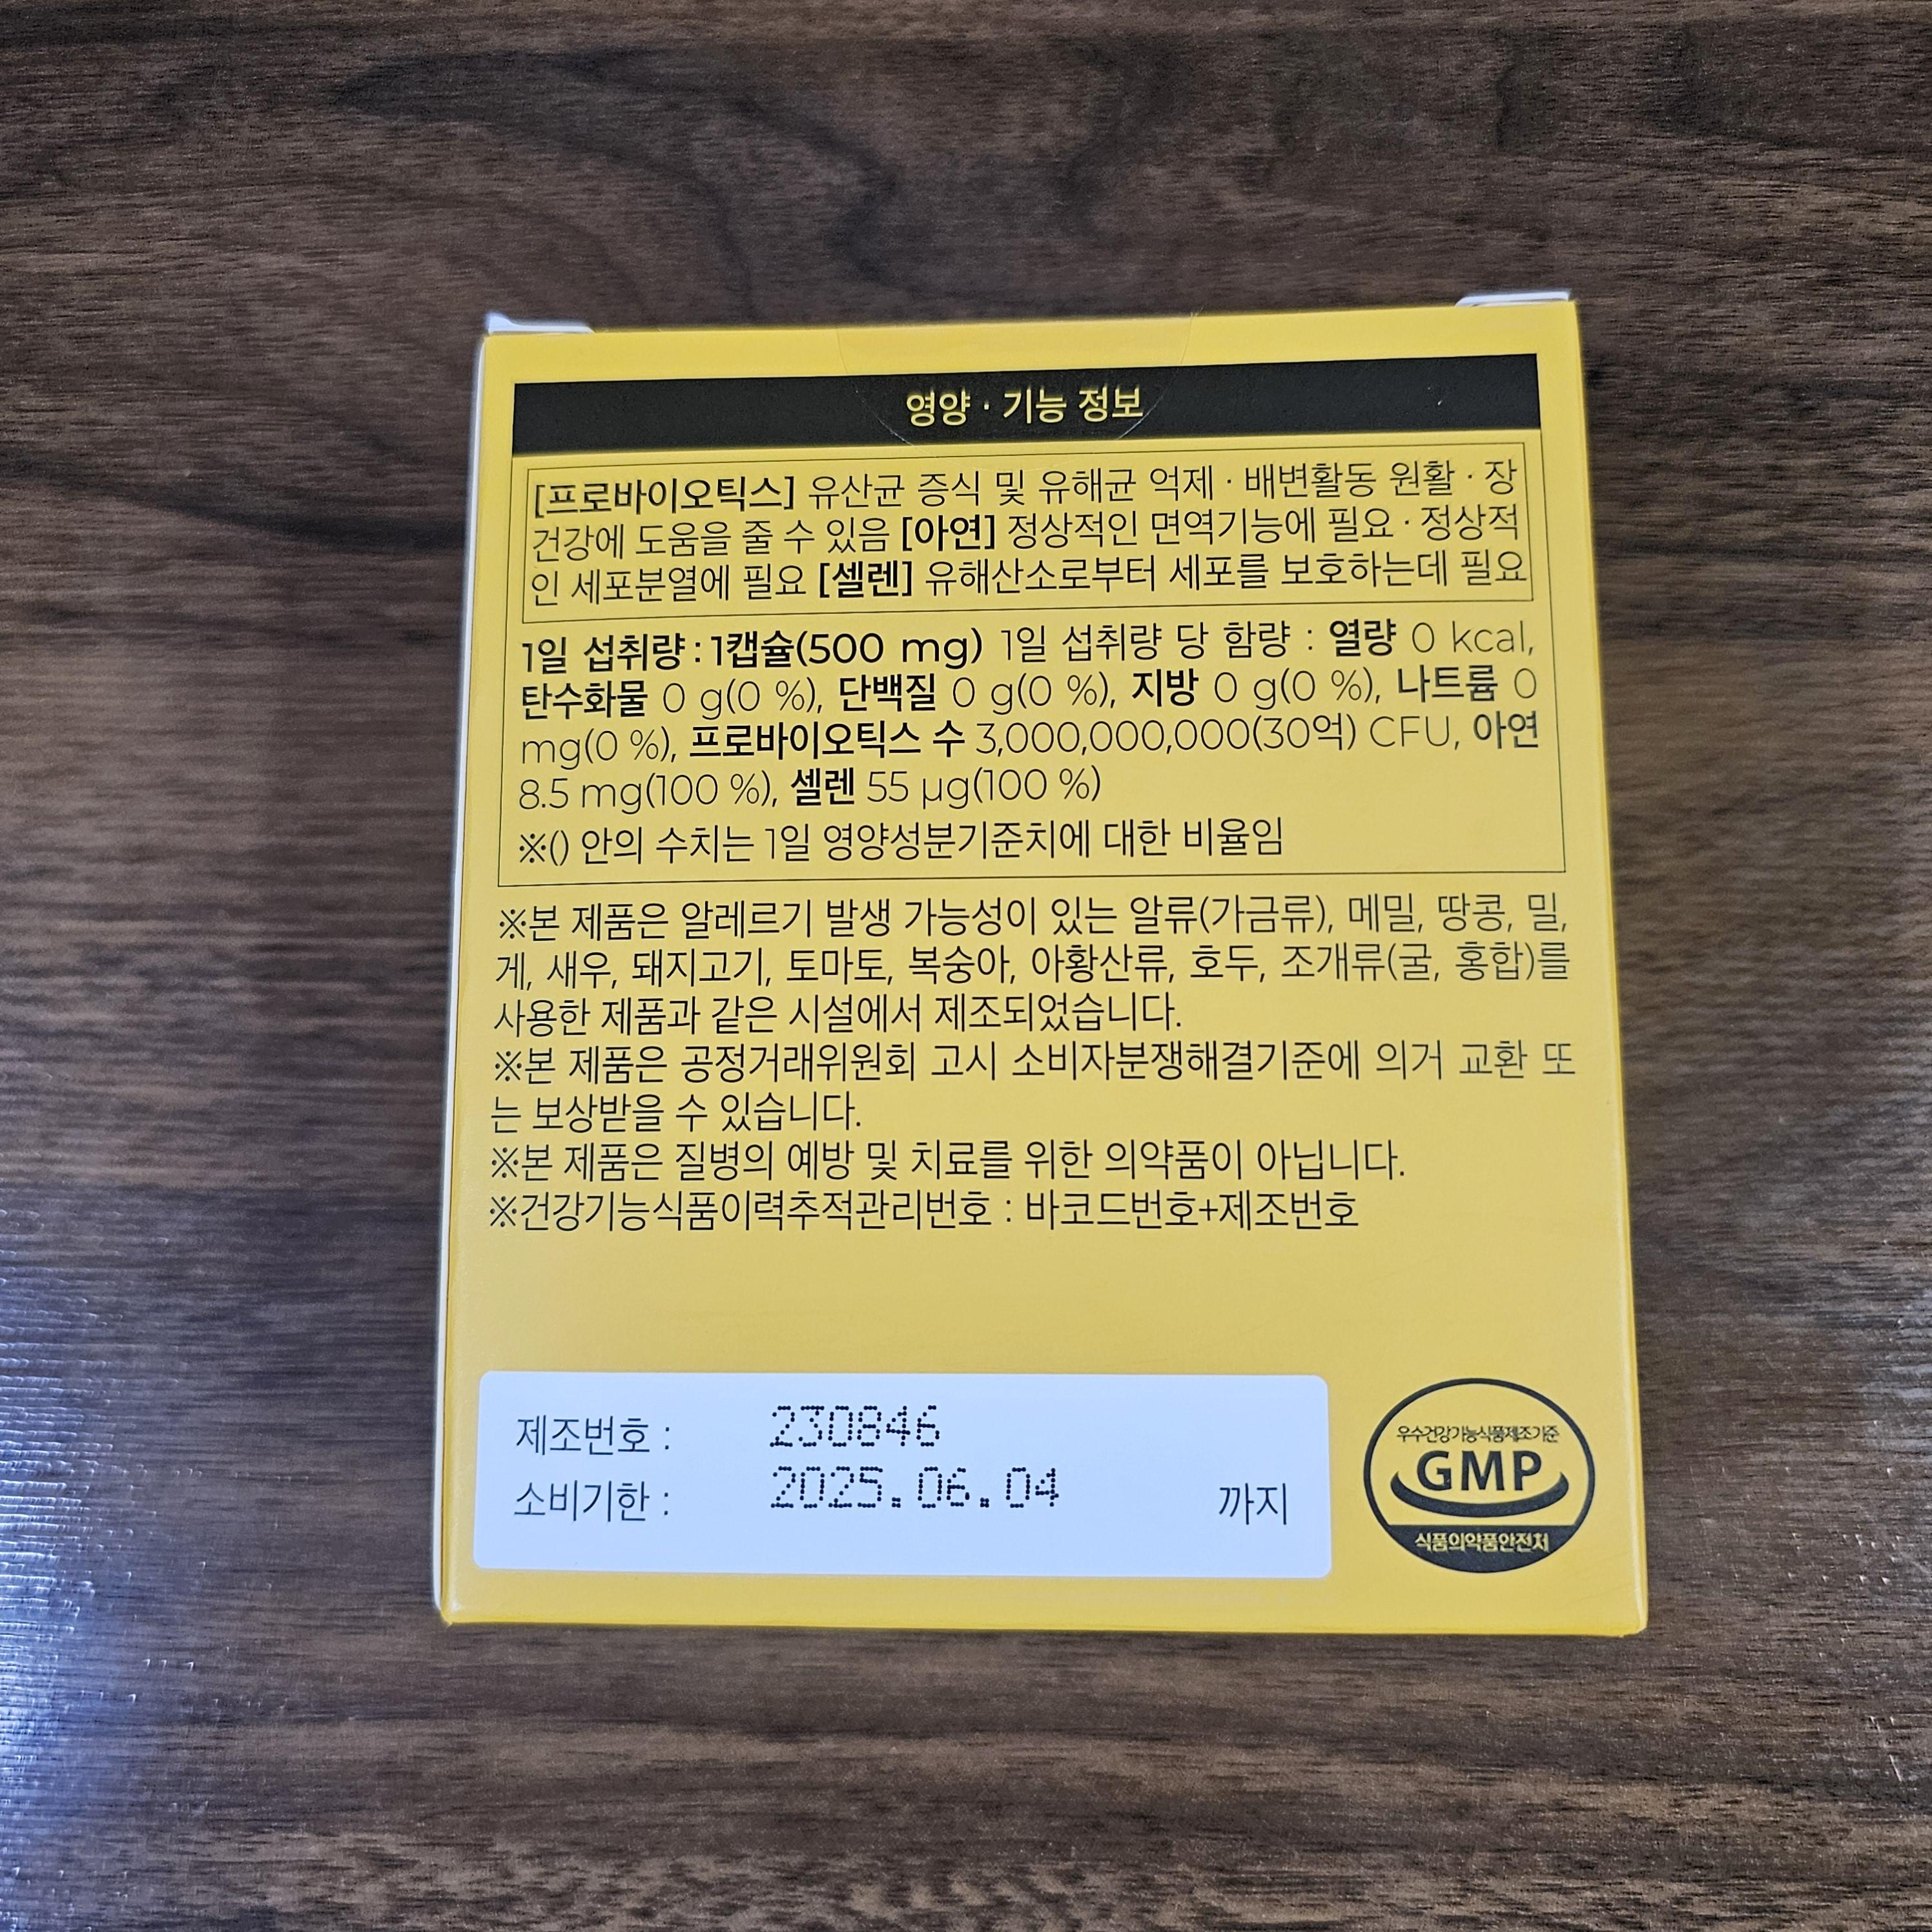 영양 · 기능 정보
[프로바이오틱스] 유산균 증식 및 유해균 억제 · 배변활동 원활 · 장
건강에 도움을 줄 수 있음 [아연] 정상적인 면역기능에 필요 · 정상적
인 세포분열에 필요 [셀렌] 유해산소로부터 세포를 보호하는데 필요
1일 섭취량 : 1캡슐(500 mg) 1일 섭취량 당 함량 : 열량 0 kcal,
탄수화물 0 g(0 %), 단백질 0 g(0 %), 지방 0 g(0 %), 나트륨 0
mg(0 %), 프로바이오틱스 수 3,000,000,000(30억) CFU, 아연
8.5 mg(100 %), 셀렌 55 µg(100 %)
※() 안의 수치는 1일 영양성분기준치에 대한 비율임
※본 제품은 알레르기 발생 가능성이 있는 알류(가금류), 메밀, 땅콩, 밀,
게, 새우, 돼지고기, 토마토, 복숭아, 아황산류, 호두, 조개류(굴, 홍합)를
사용한 제품과 같은 시설에서 제조되었습니다.
※본 제품은 공정거래위원회 고시 소비자분쟁해결기준에 의거 교환 또
는 보상받을 수 있습니다.
※본 제품은 질병의 예방 및 치료를 위한 의약품이 아닙니다.
※건강기능식품이력추적관리번호 : 바코드번호+제조번호
제조번호 : 230846
소비기한 : 2025.06.04 까지
우수건강기능식품제조기준
GMP
식품의약품안전처